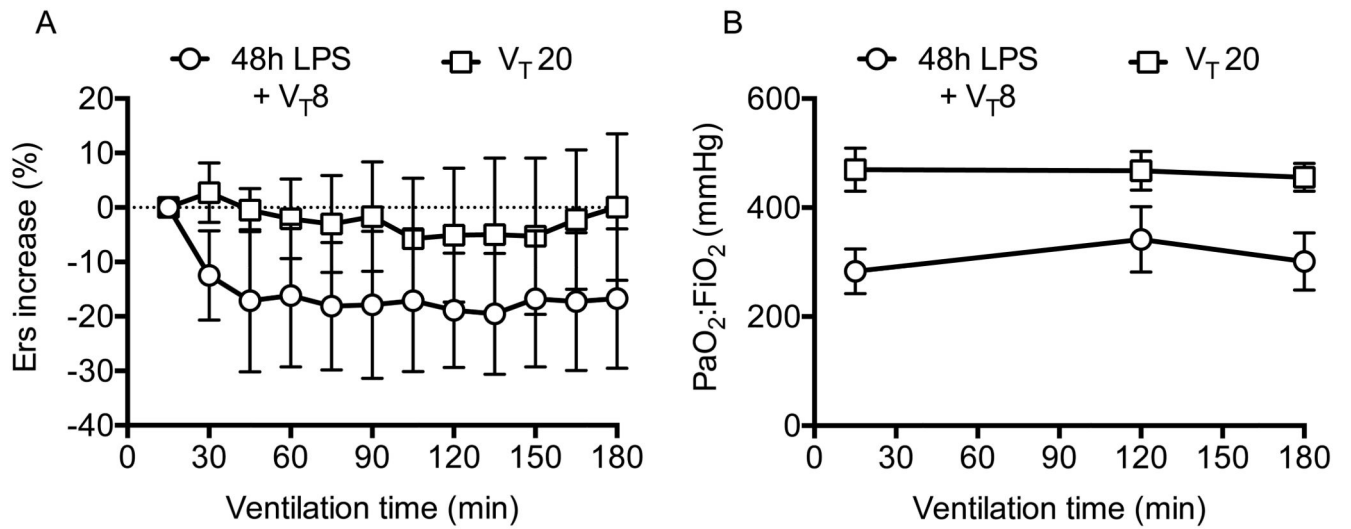 A
48h LPS
+ VT8
VT 20
Ers increase (%)
20
10
0
-10
-20
-30
-40
0 30 60 90 120 150 180
Ventilation time (min)
B
48h LPS
+ VT8
VT 20
PaO2:FiO2 (mmHg)
600
400
200
0
0 30 60 90 120 150 180
Ventilation time (min)